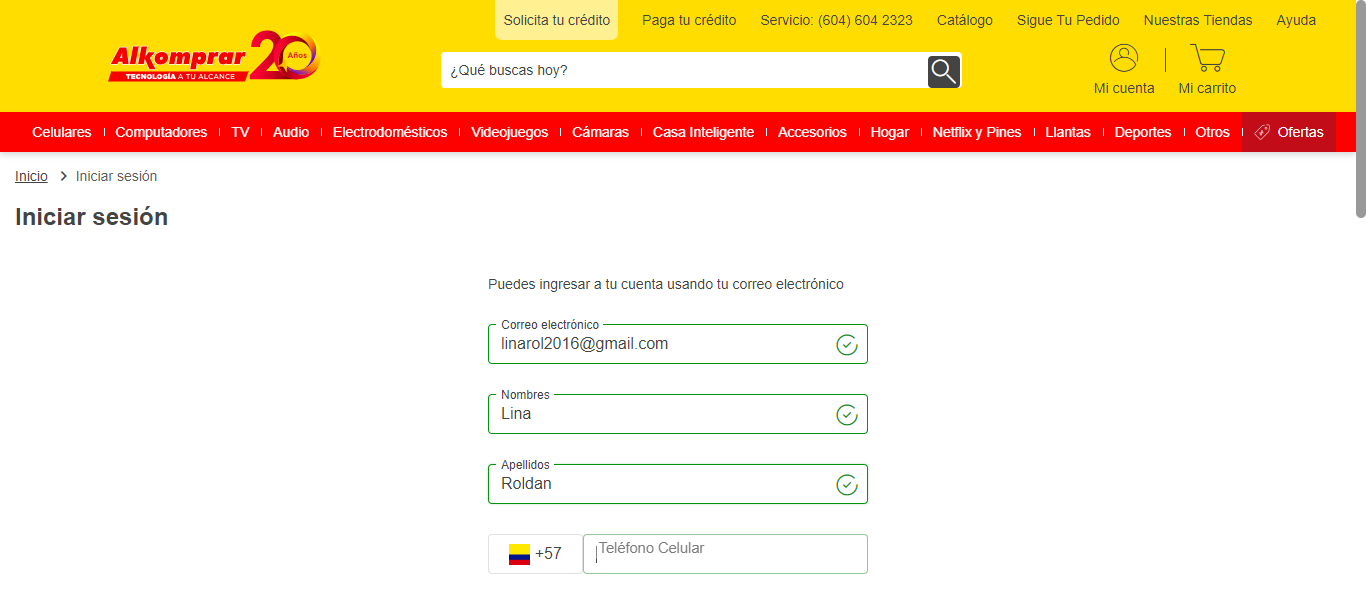 Solicita tu crédito Paga tu crédito Servicio: (604) 604 2323 Catálogo Sigue Tu Pedido Nuestras Tiendas Ayuda
Alkomprar 20 Años
TECNOLOGÍA A TU ALCANCE
¿Qué buscas hoy?
Mi cuenta Mi carrito
Celulares Computadores TV Audio Electrodomésticos Videojuegos Cámaras Casa Inteligente Accesorios Hogar Netflix y Pines Llantas Deportes Otros Ofertas
Inicio Iniciar sesión
Iniciar sesión
Puedes ingresar a tu cuenta usando tu correo electrónico
Correo electrónico
linarol2016@gmail.com
Nombres
Lina
Apellidos
Roldan
+57 Teléfono Celular